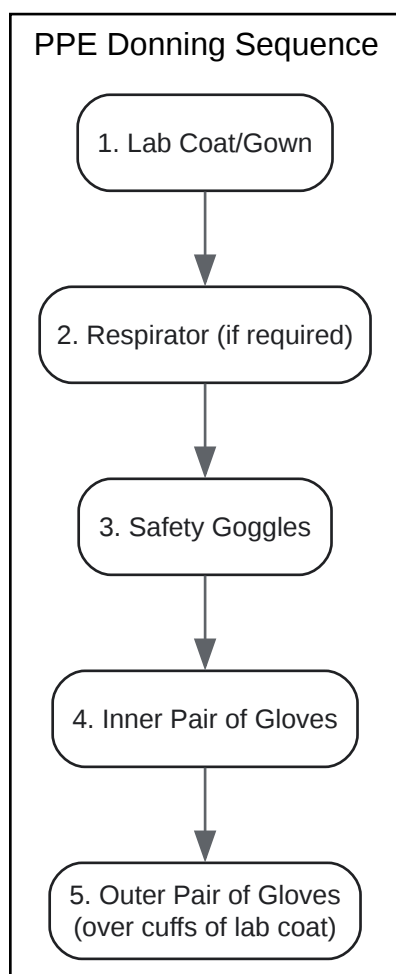 PPE Donning Sequence
1. Lab Coat/Gown
2. Respirator (if required)
3. Safety Goggles
4. Inner Pair of Gloves
5. Outer Pair of Gloves
(over cuffs of lab coat)